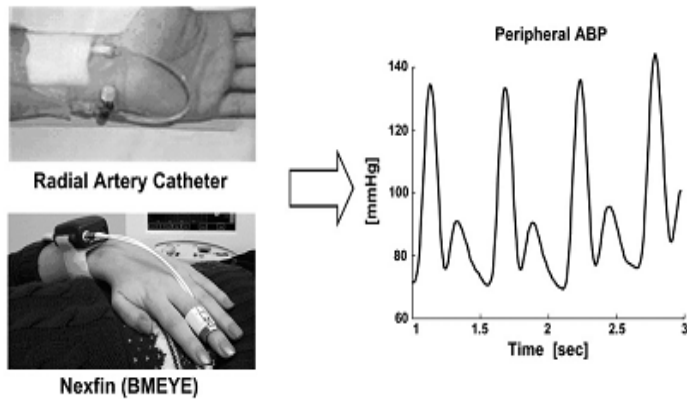 Radial Artery Catheter
Nexfin (BMEYE)
Peripheral ABP
[mmHg]
140
120
100
80
60
1
1.5
2
2.5
3
Time [sec]